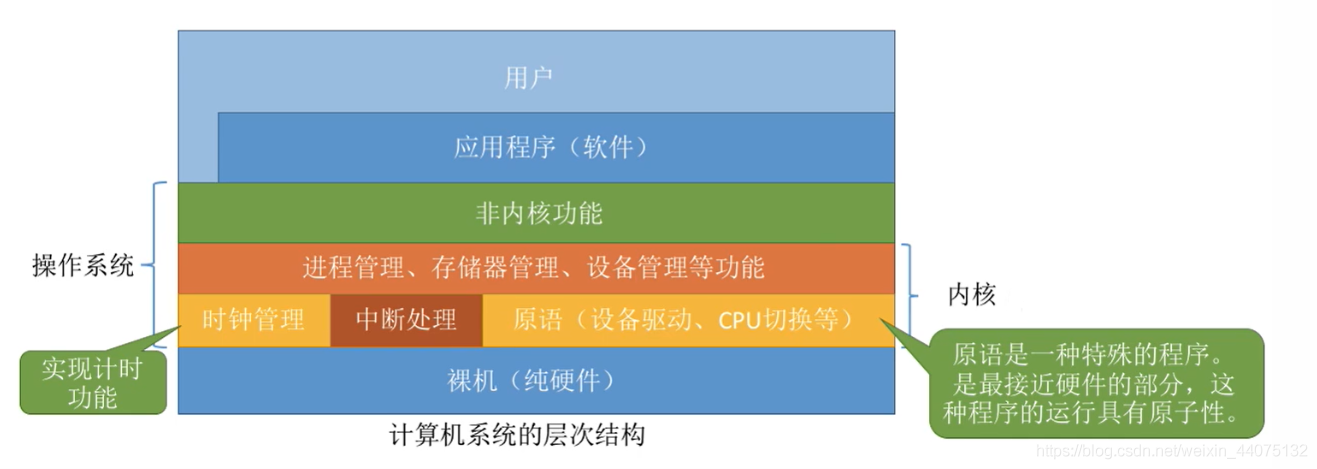 用户
应用程序（软件）
非内核功能
操作系统
进程管理、存储器管理、设备管理等功能
内核
时钟管理
中断处理
原语（设备驱动、CPU切换等）
实现计时
功能
裸机（纯硬件）
原语是一种特殊的程序。
是最接近硬件的部分，这
种程序的运行具有原子性。
计算机系统的层次结构
https://blog.csdn.net/weixin_44075132